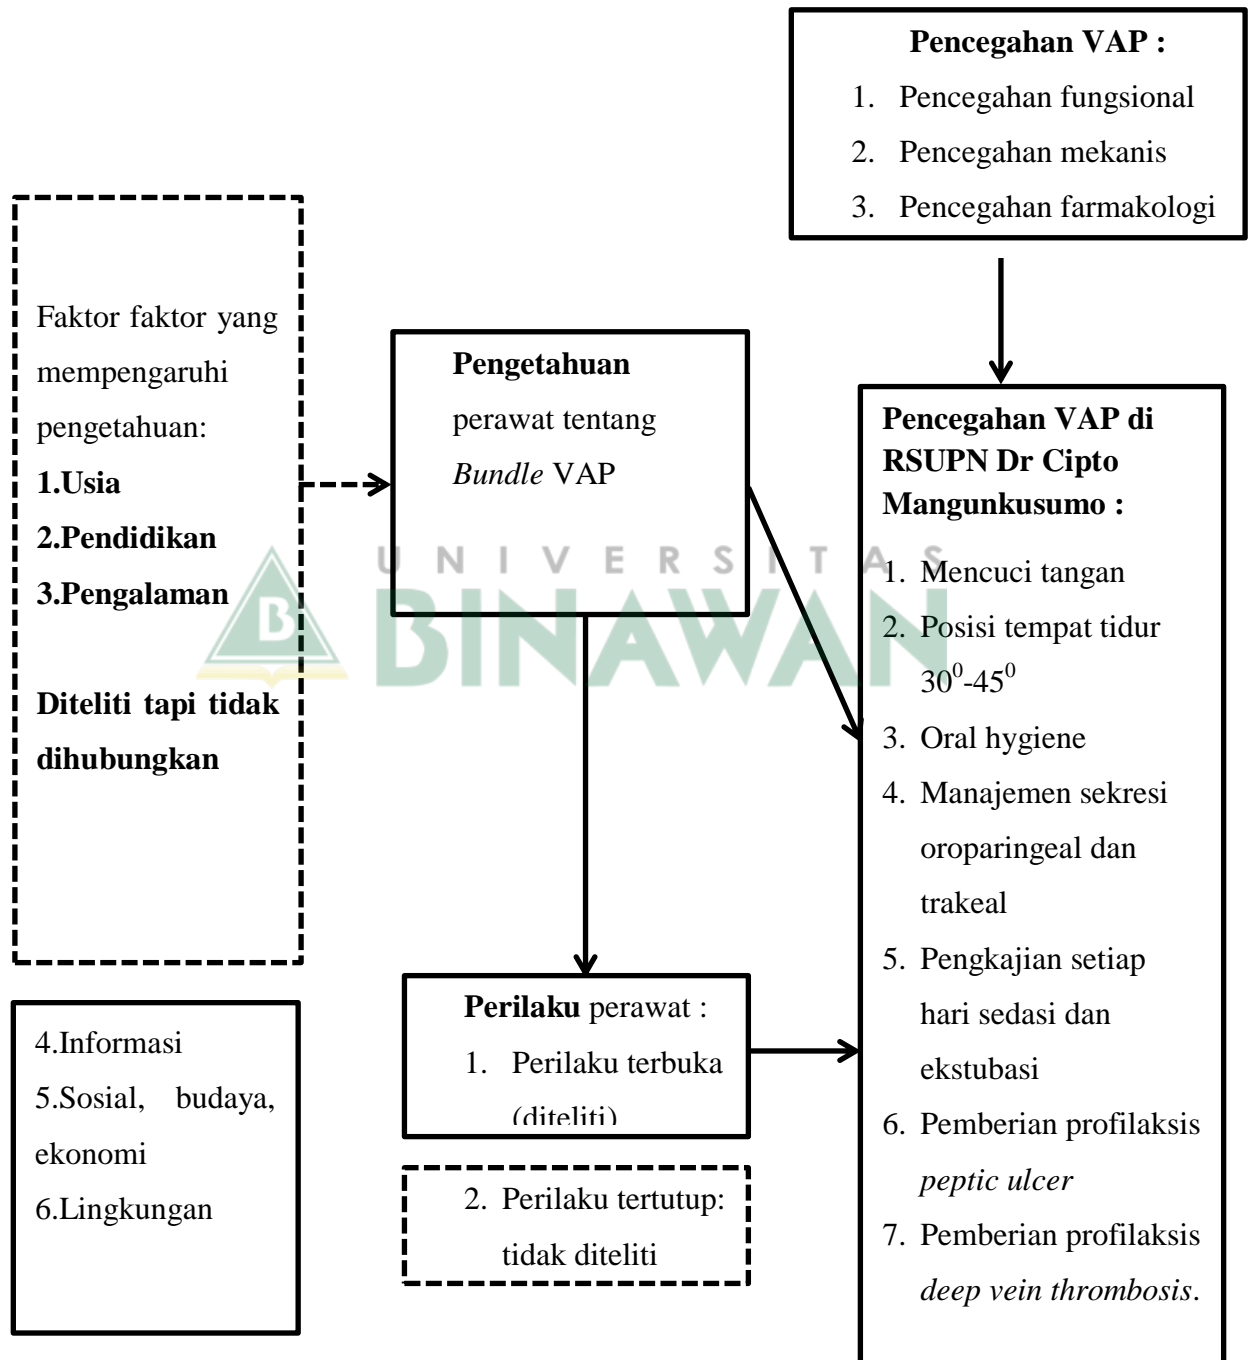 Pencegahan VAP :
1. Pencegahan fungsional
2. Pencegahan mekanis
3. Pencegahan farmakologi
Faktor faktor yang
mempengaruhi
pengetahuan:
1.Usia
2.Pendidikan
3.Pengalaman
Diteliti tapi tidak
dihubungkan
4.Informasi
5.Sosial, budaya,
ekonomi
6.Lingkungan
Pengetahuan
perawat tentang
Bundle VAP
UNIVERSITAS
BINAWAN
B
Perilaku perawat :
1. Perilaku terbuka
(diteliti)
2. Perilaku tertutup:
tidak diteliti
Pencegahan VAP di
RSUPN Dr Cipto
Mangunkusumo :
1. Mencuci tangan
2. Posisi tempat tidur
30⁰-45⁰
3. Oral hygiene
4. Manajemen sekresi
oroparingeal dan
trakeal
5. Pengkajian setiap
hari sedasi dan
ekstubasi
6. Pemberian profilaksis
peptic ulcer
7. Pemberian profilaksis
deep vein thrombosis.